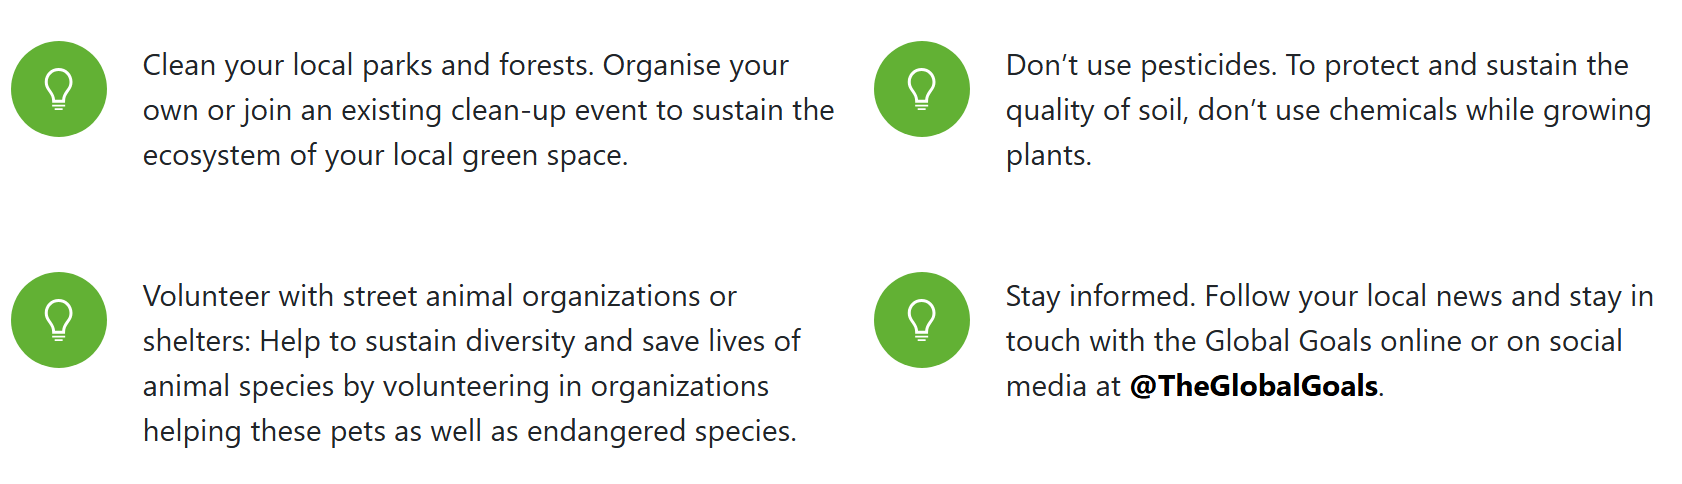 Clean your local parks and forests. Organise your
own or join an existing clean-up event to sustain the
ecosystem of your local green space.
Don’t use pesticides. To protect and sustain the
quality of soil, don’t use chemicals while growing
plants.
Volunteer with street animal organizations or
shelters: Help to sustain diversity and save lives of
animal species by volunteering in organizations
helping these pets as well as endangered species.
Stay informed. Follow your local news and stay in
touch with the Global Goals online or on social
media at @TheGlobalGoals.